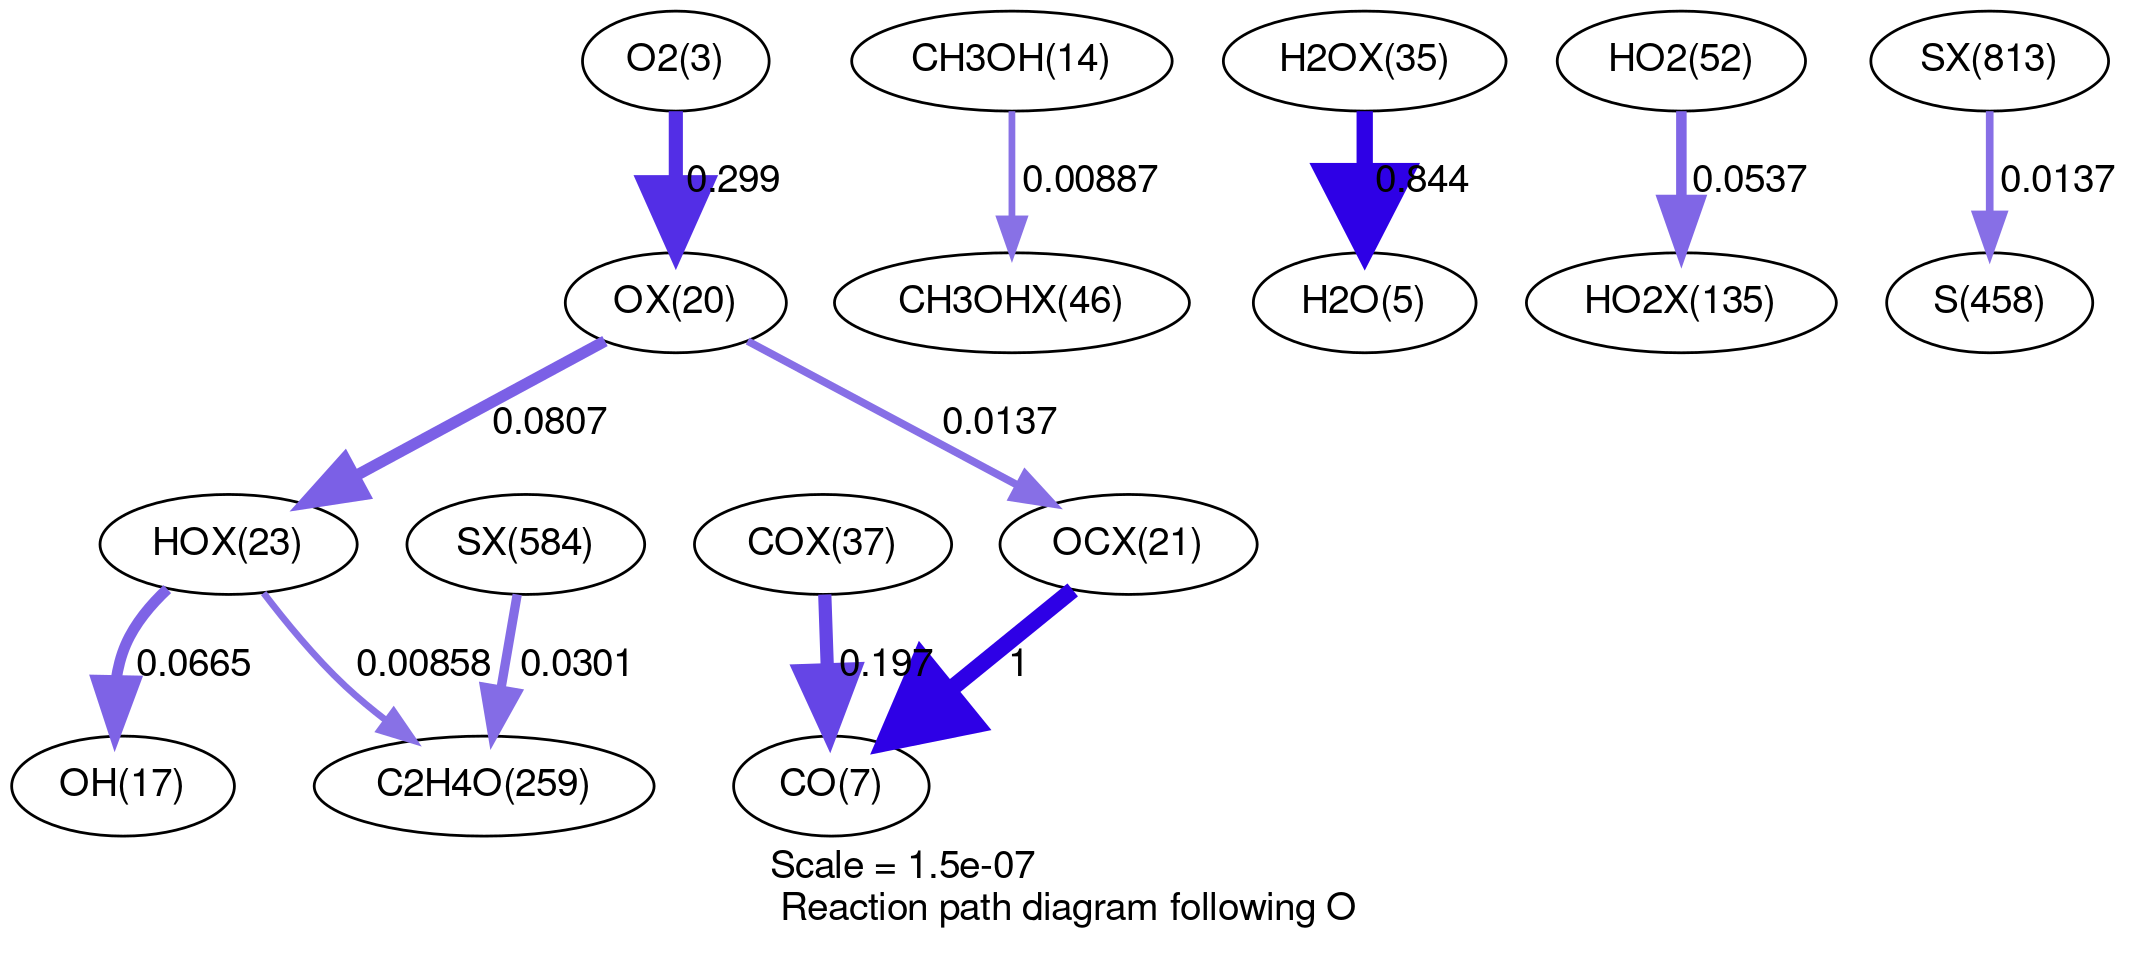 O2(3)
CH3OH(14)
H2OX(35)
HO2(52)
SX(813)
0.299
0.00887
0.844
0.0537
0.0137
OX(20)
CH3OHX(46)
H2O(5)
HO2X(135)
S(458)
0.0807
0.0137
HOX(23)
SX(584)
COX(37)
OCX(21)
0.0665
0.00858
0.0301
0.197
1
OH(17)
C2H4O(259)
CO(7)
Scale = 1.5e-07
Reaction path diagram following O